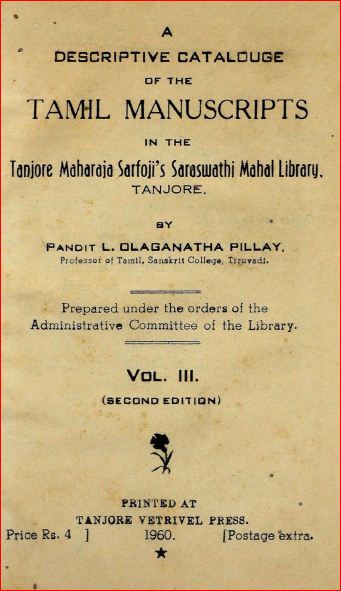 A
DESCRIPTIVE CATALOUGE
OF THE
TAMIL MANUSCRIPTS
IN THE
Tanjore Maharaja Sarfoji's Saraswathi Mahal Library,
TANJORE.
BY
PANDIT L. OLAGANATHA PILLAY,
Professor of Tamil, Sanskrit College, Tiruvadi.
Prepared under the orders of the
Administrative Committee of the Library.
VOL. III.
(SECOND EDITION)
PRINTED AT
TANJORE VETRIVEL PRESS.
Price Rs. 4 ] 1960. [Postage extra.